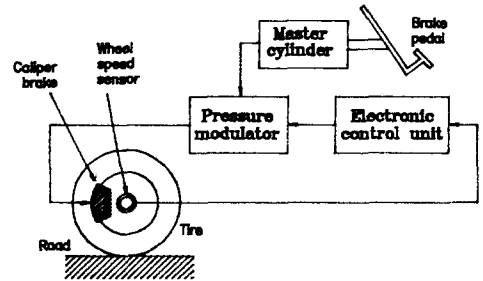 Brake
pedal
Master
cylinder
Wheel
speed
sensor
Caliper
brake
Pressure
modulator
Electronic
control unit
Tire
Road